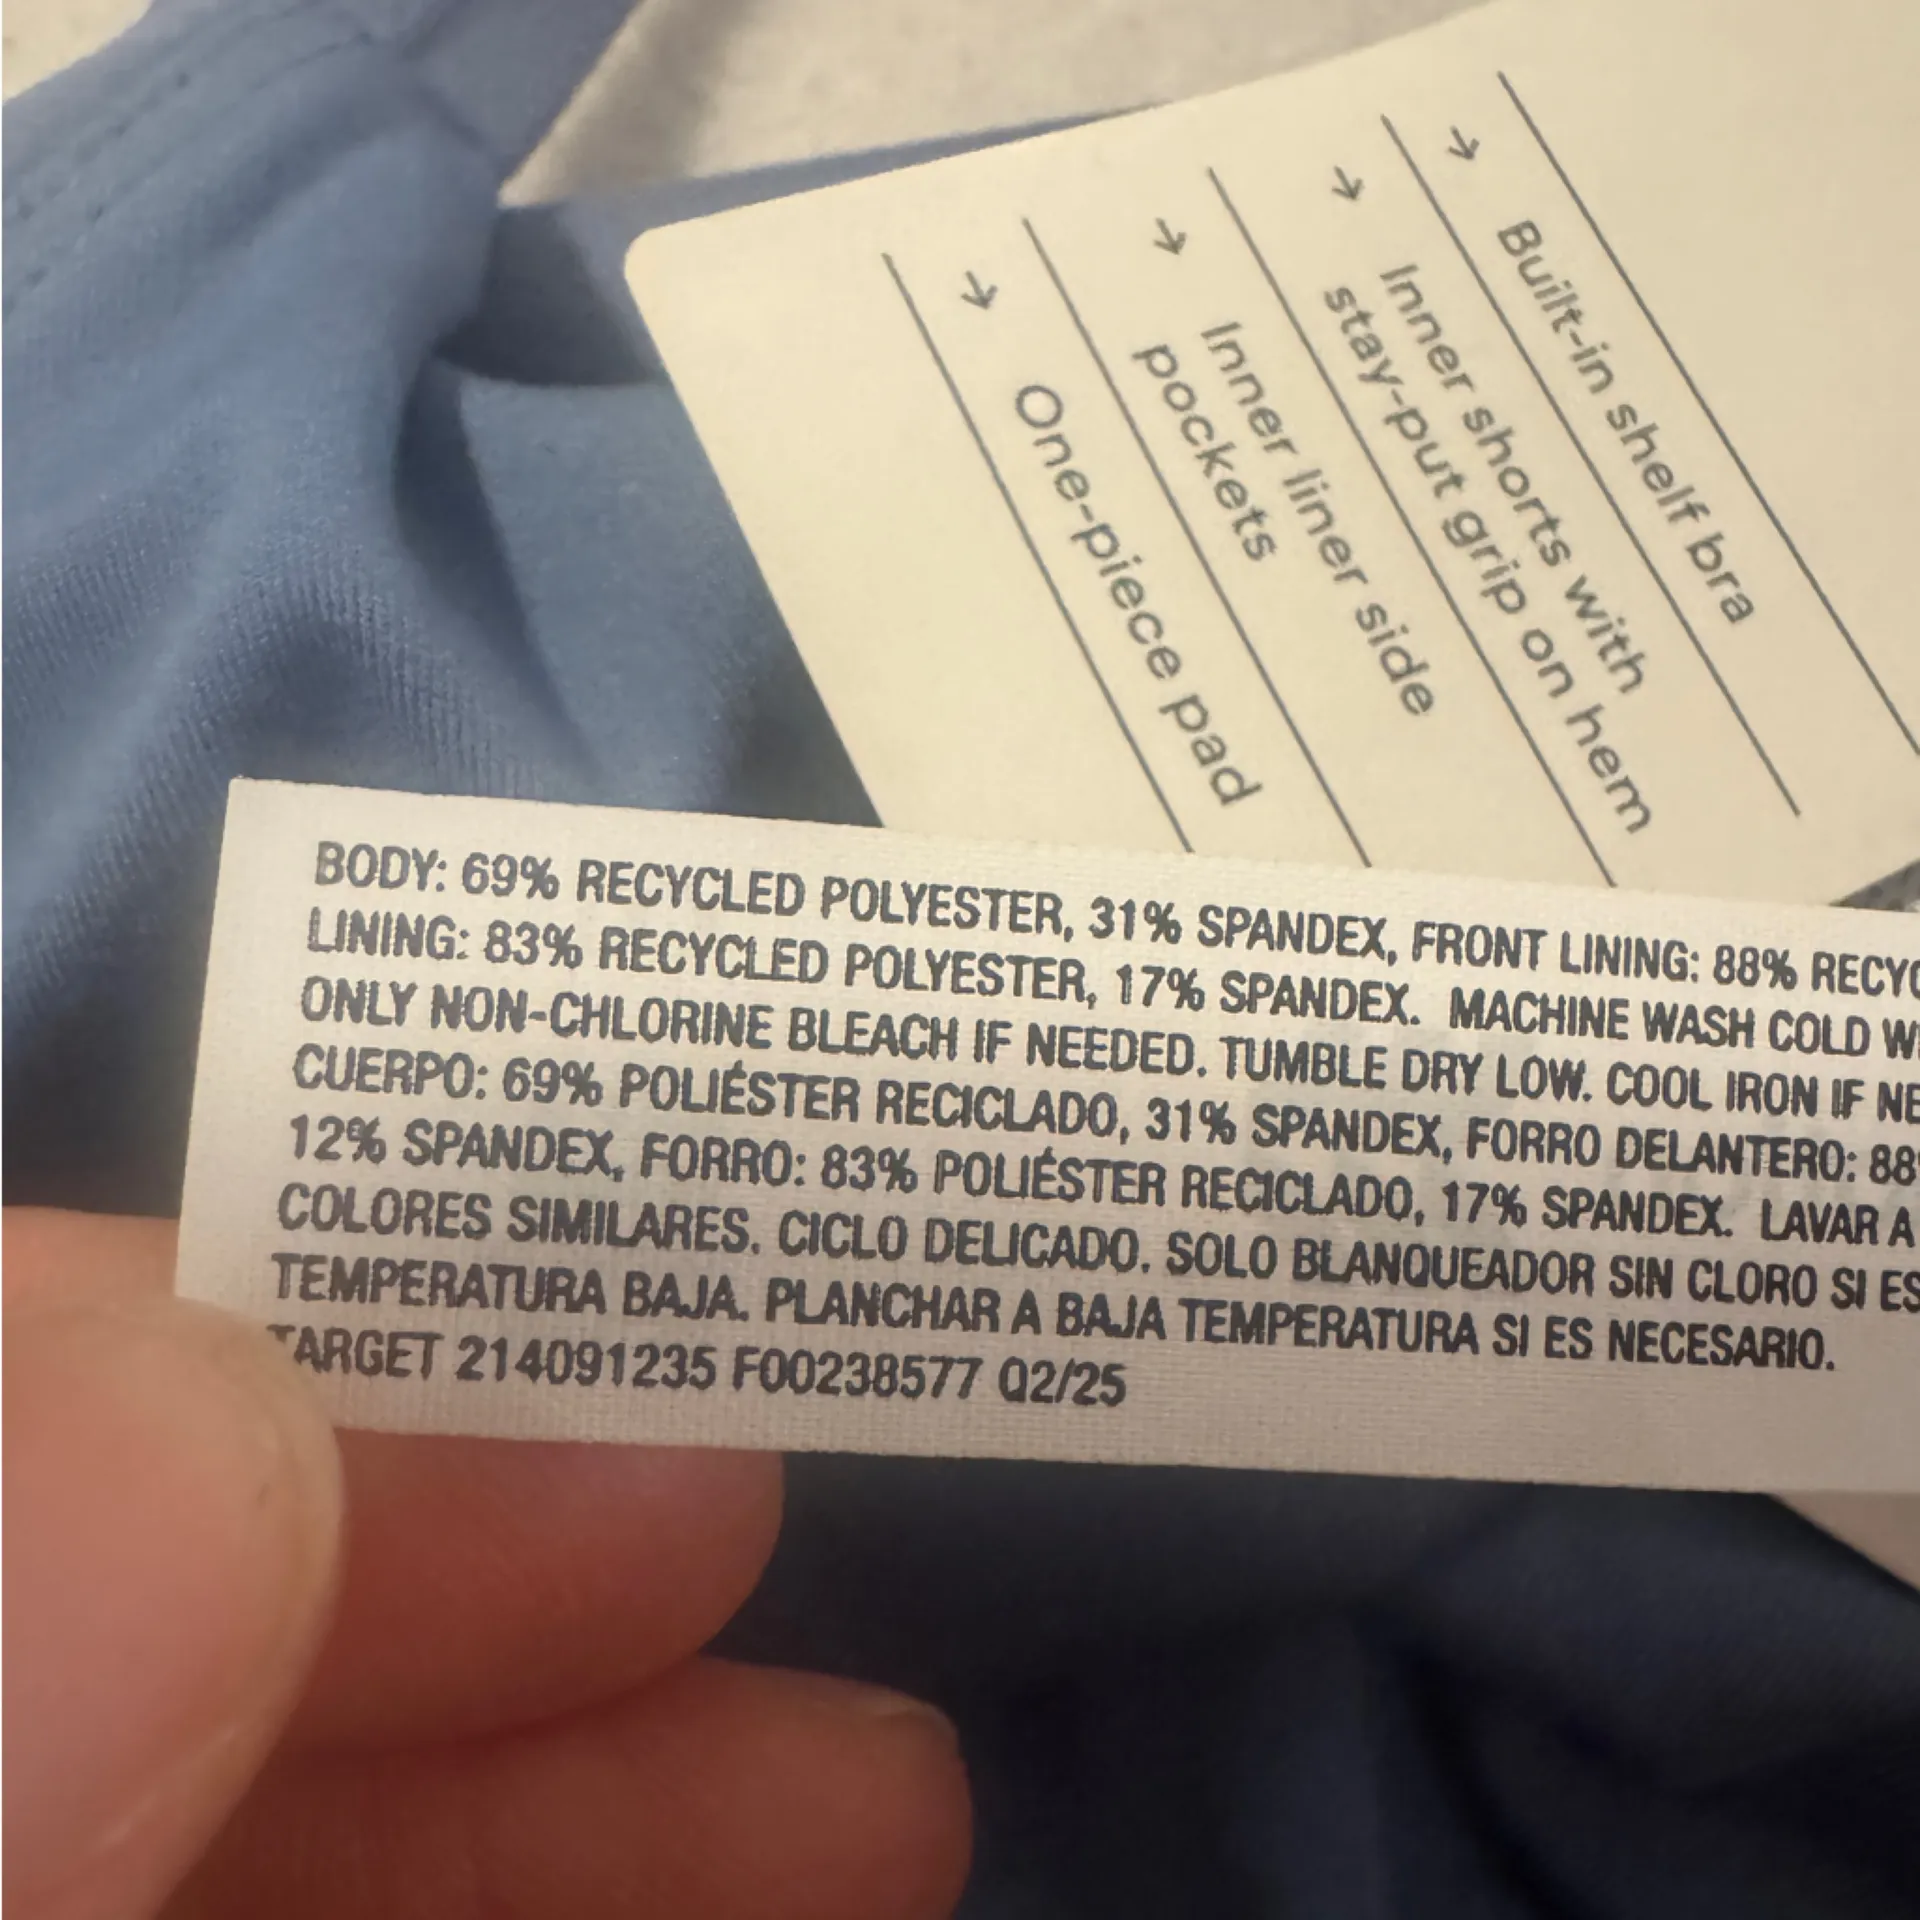 → Built-in shelf bra
→ Inner shorts with
stay-put grip on hem
→ Inner liner side
pockets
→ One-piece pad
BODY: 69% RECYCLED POLYESTER, 31% SPANDEX, FRONT LINING: 88% RECYC
LINING: 83% RECYCLED POLYESTER, 17% SPANDEX. MACHINE WASH COLD W
ONLY NON-CHLORINE BLEACH IF NEEDED. TUMBLE DRY LOW. COOL IRON IF NE
CUERPO: 69% POLIÉSTER RECICLADO, 31% SPANDEX, FORRO DELANTERO: 88
12% SPANDEX, FORRO: 83% POLIÉSTER RECICLADO, 17% SPANDEX. LAVAR A
COLORES SIMILARES. CICLO DELICADO. SOLO BLANQUEADOR SIN CLORO SI ES
TEMPERATURA BAJA. PLANCHAR A BAJA TEMPERATURA SI ES NECESARIO.
TARGET 214091235 F00238577 Q2/25